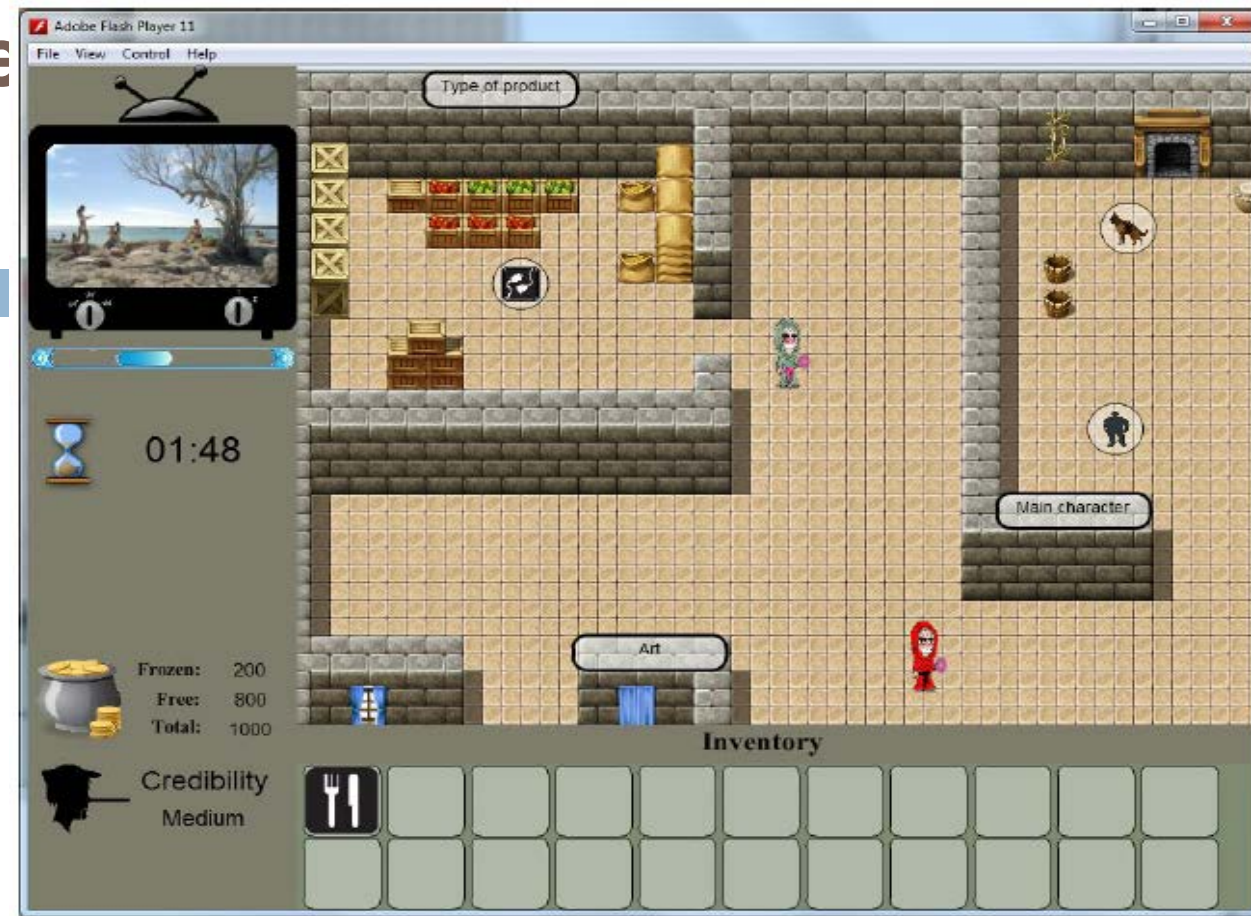 Adobe Flash Player 11
File View Control Help
e
Type of product
01:48
Main character
Art
Frozen: 200
Free: 800
Total: 1000
Inventory
Credibility
Medium